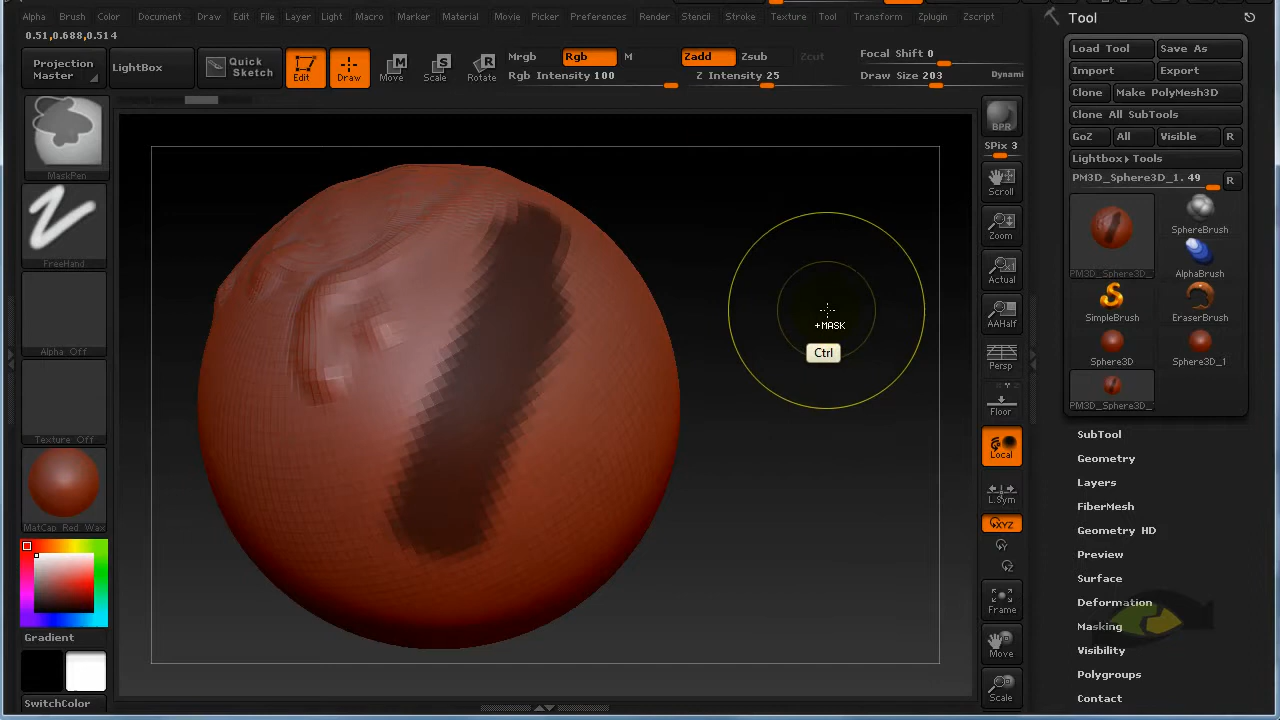 Alpha Brush Color Document Draw Edit File Layer Light Macro Marker Material Movie Picker Preferences Render Stencil Stroke Texture Tool Transform Zplugin Zscript
0.51,0.688,0.514
Projection
Master
LightBox
Quick
Sketch
Edit
Draw
Move
Scale
Rotate
Mrgb Rgb M
Rgb Intensity 100
Zadd Zsub Zcut
Z Intensity 25
Focal Shift 0
Draw Size 203 Dynami
MaskPen
FreeHand
Alpha Off
Texture Off
MatCap Red Wax
Gradient
SwitchColor
+MASK
Ctrl
BPR
SPix 3
Scroll
Zoom
Actual
AAHalf
Persp
Floor
Local
L.Sym
XYZ
Y
Z
Frame
Move
Scale
Tool
Load Tool Save As
Import Export
Clone Make PolyMesh3D
Clone All SubTools
GoZ All Visible R
Lightbox▸Tools
PM3D_Sphere3D_1. 49 R
PM3D_Sphere3D_
SphereBrush
AlphaBrush
SimpleBrush
EraserBrush
Sphere3D
Sphere3D_1
PM3D_Sphere3D_
SubTool
Geometry
Layers
FiberMesh
Geometry HD
Preview
Surface
Deformation
Masking
Visibility
Polygroups
Contact